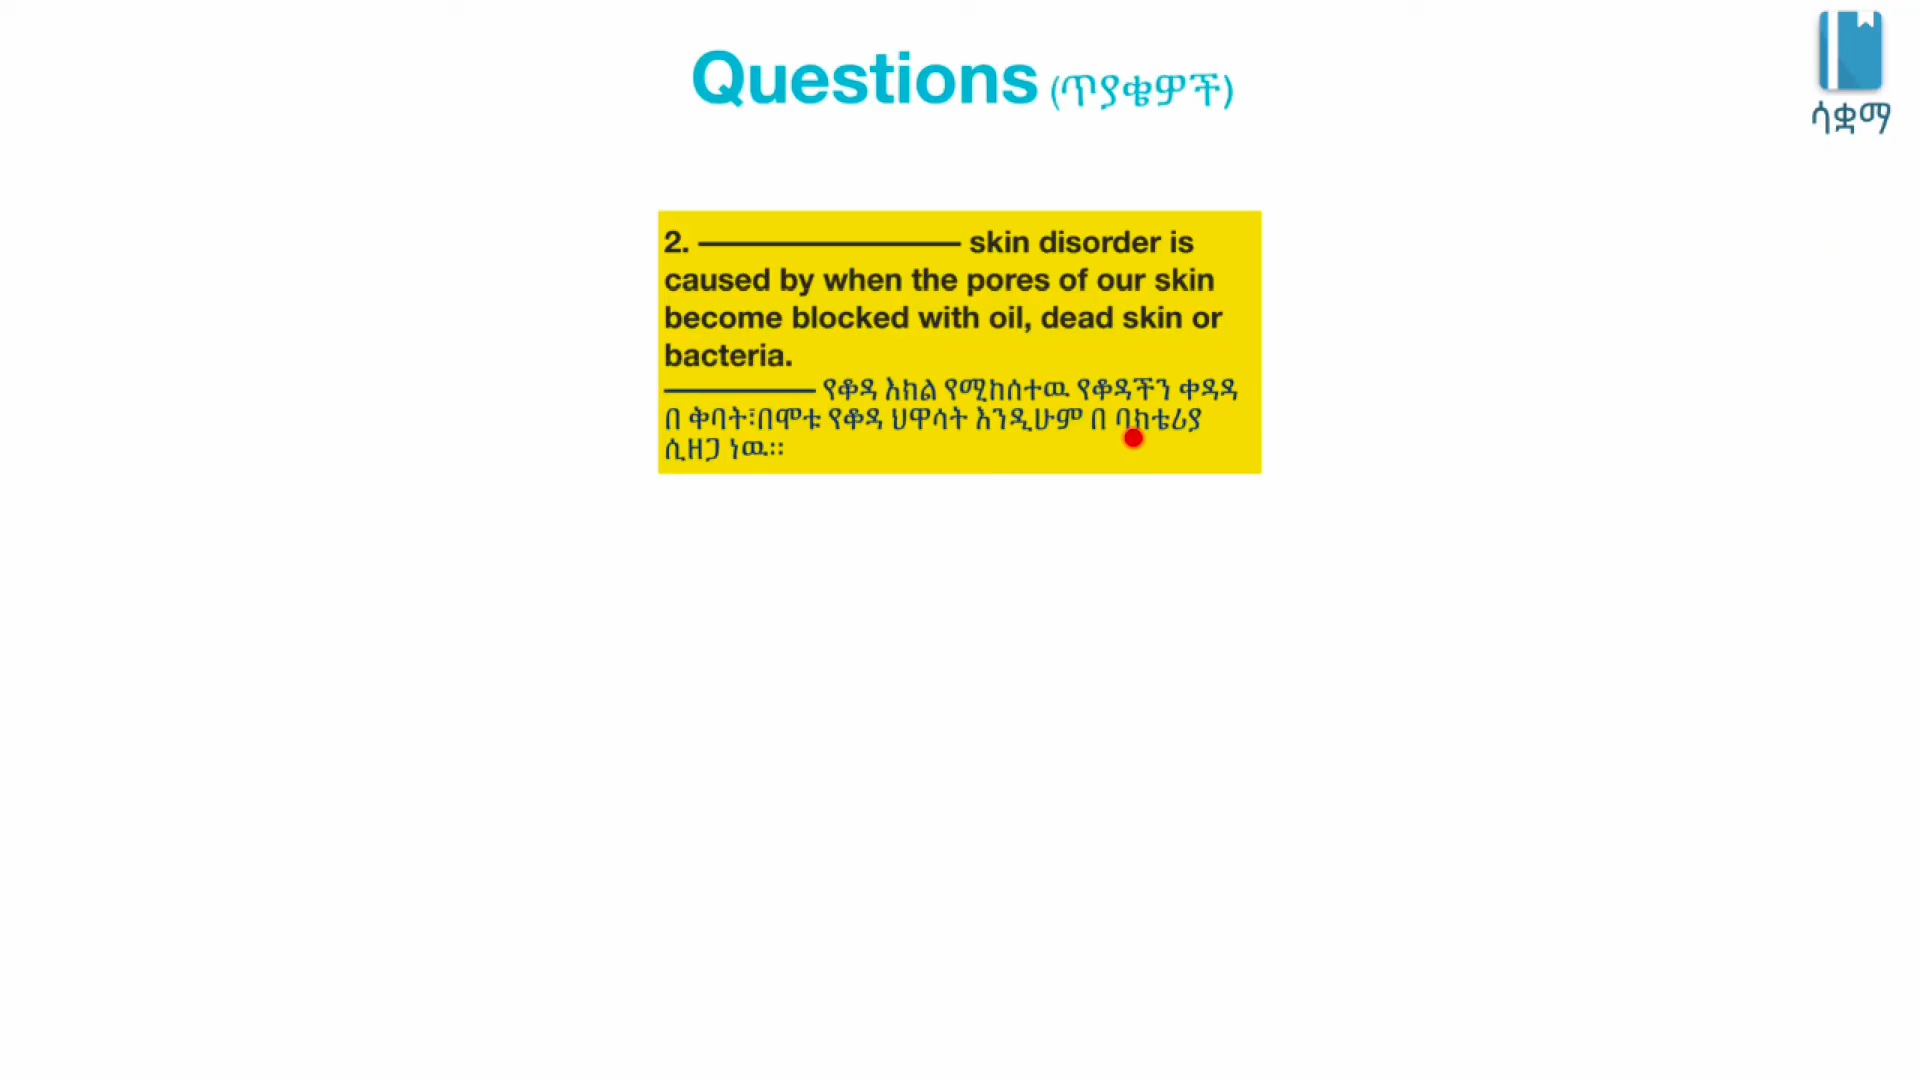 Questions (ጥያቄዎች)
ሳቋማ
2. ———————— skin disorder is
caused by when the pores of our skin
become blocked with oil, dead skin or
bacteria.
————— የቆዳ እክል የሚከሰተዉ የቆዳችን ቀዳዳ
በ ቅባት፣በሞቱ የቆዳ ህዋሳት እንዲሁም በ ባክቴሪያ
ሲዘጋ ነዉ፡፡